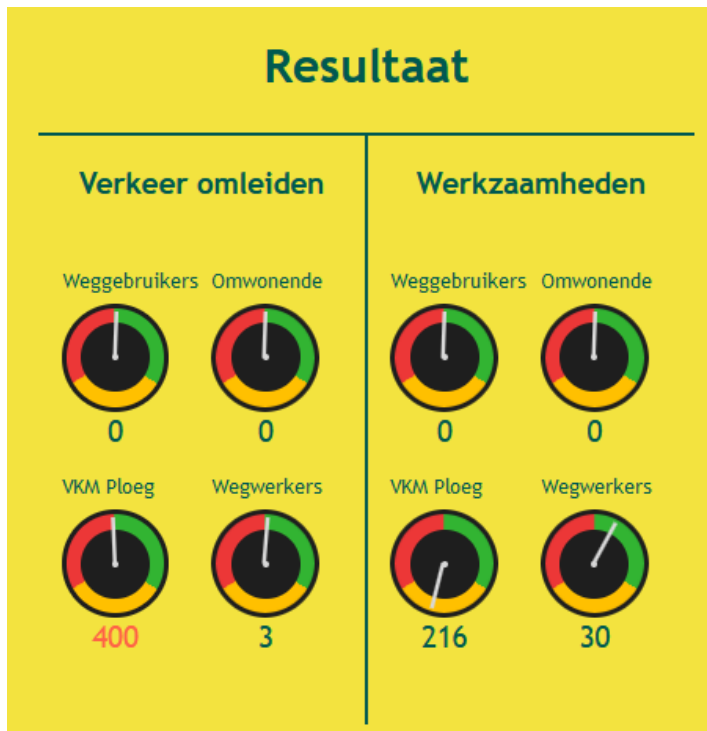 Resultaat
Verkeer omleiden
Weggebruikers Omwonende
0 0
VKM Ploeg Wegwerkers
400 3
Werkzaamheden
Weggebruikers Omwonende
0 0
VKM Ploeg Wegwerkers
216 30